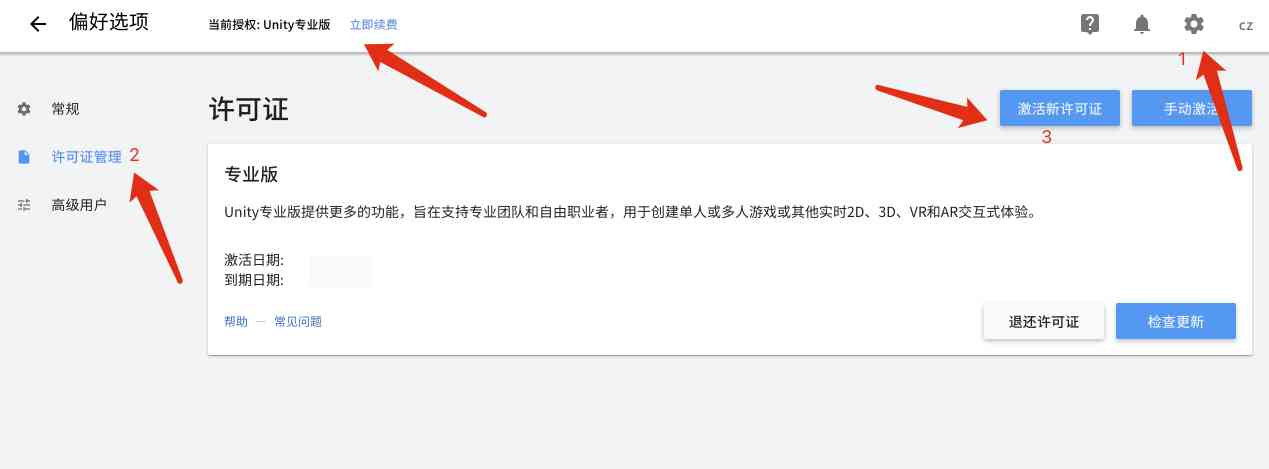 偏好选项 当前授权: Unity专业版 立即续费 CZ
1
常规
许可证管理 2
高级用户
许可证 激活新许可证 手动激活
3
专业版
Unity专业版提供更多的功能，旨在支持专业团队和自由职业者，用于创建单人或多人游戏或其他实时2D、3D、VR和AR交互式体验。
激活日期:
到期日期:
帮助 — 常见问题 退还许可证 检查更新